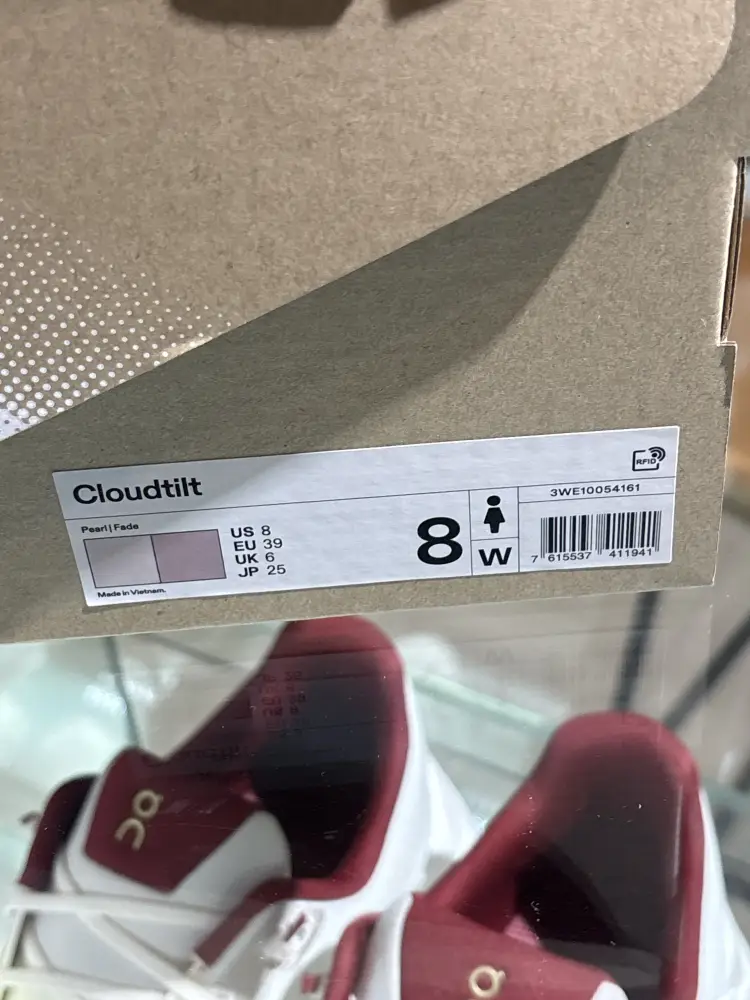 Cloudtilt
RFID
Pearl | Fade
US 8
EU 39
UK 6
JP 25
Made in Vietnam.
8
W
3WE10054161
7 615537 411941